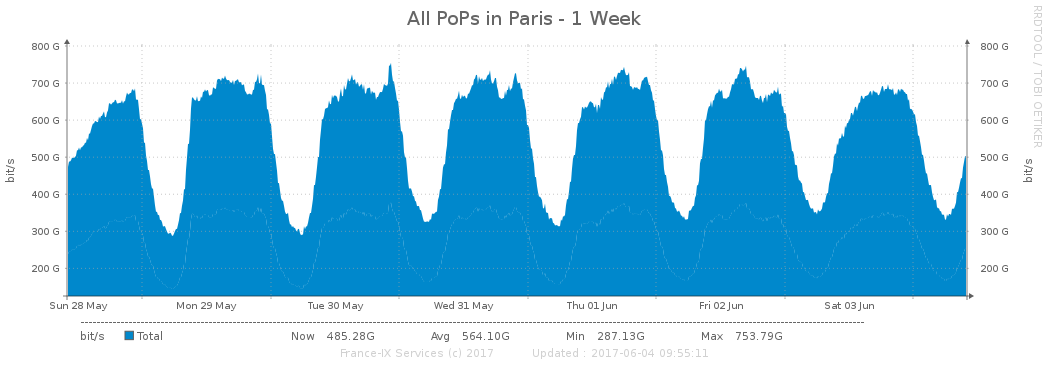 All PoPs in Paris - 1 Week
RRDTOOL / TOBI OETIKER
bit/s
800 G
700 G
600 G
500 G
400 G
300 G
200 G
800 G
700 G
600 G
500 G
400 G
300 G
200 G
bit/s
Sun 28 May Mon 29 May Tue 30 May Wed 31 May Thu 01 Jun Fri 02 Jun Sat 03 Jun
bit/s Total Now 485.28G Avg 564.10G Min 287.13G Max 753.79G
France-IX Services (c) 2017 Updated : 2017-06-04 09:55:11